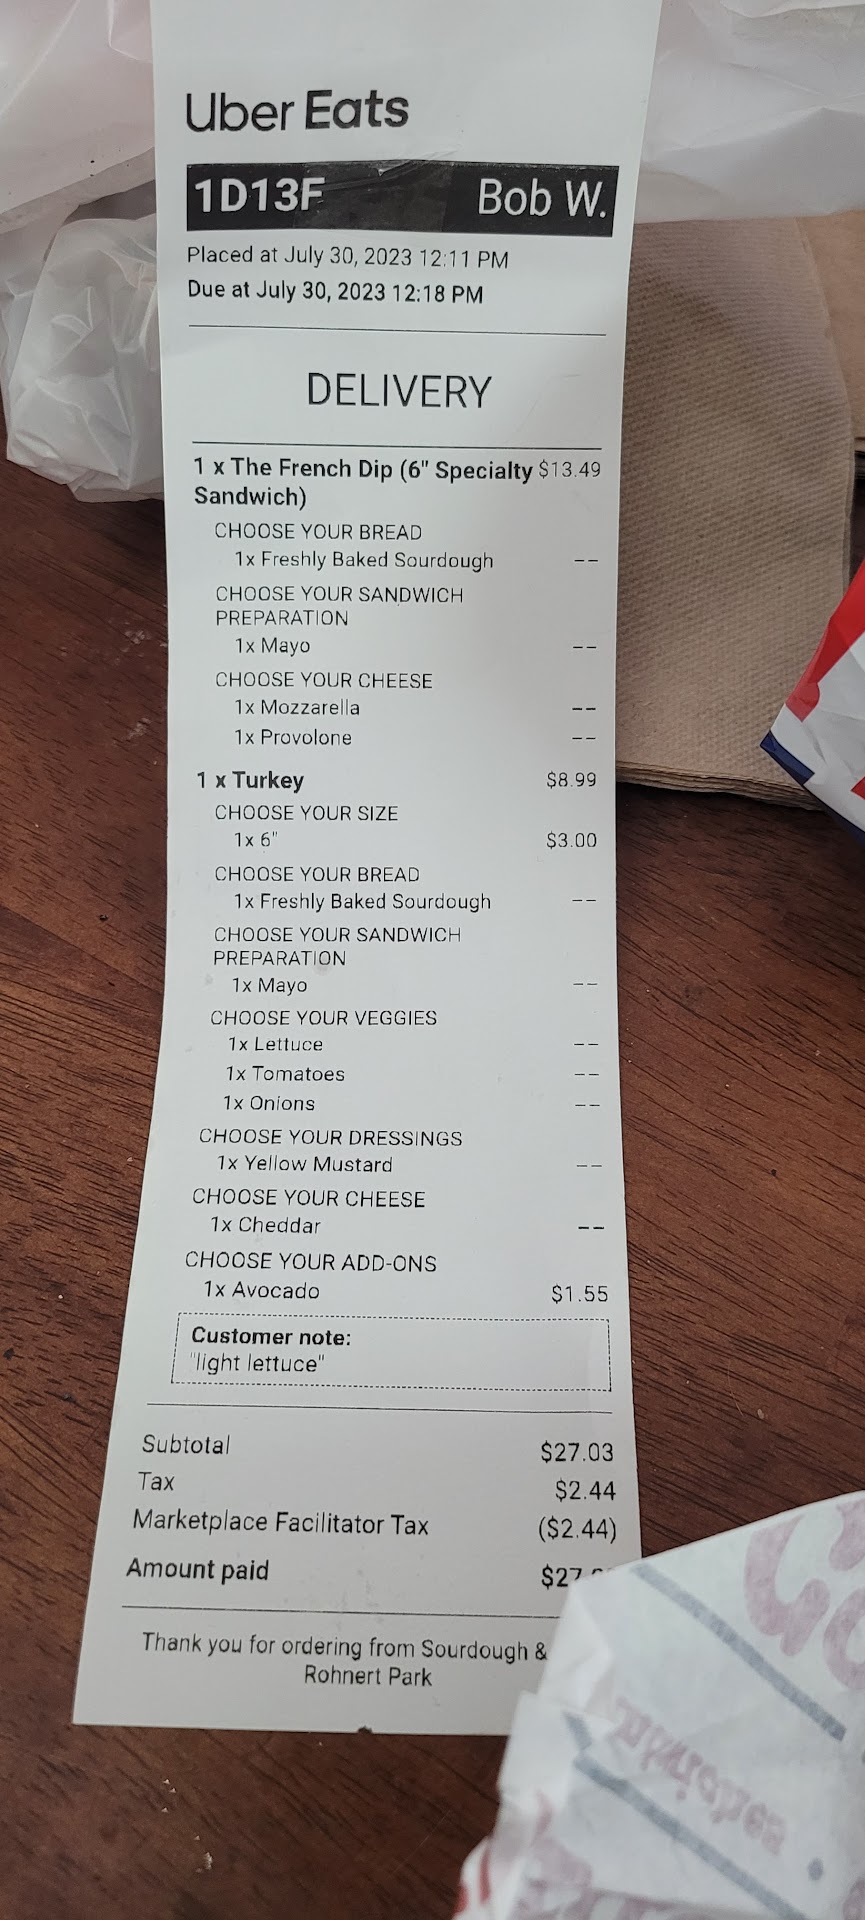 Uber Eats
1D13F Bob W.
Placed at July 30, 2023 12:11 PM
Due at July 30, 2023 12:18 PM
DELIVERY
1 x The French Dip (6" Specialty $13.49
Sandwich)
CHOOSE YOUR BREAD
1x Freshly Baked Sourdough --
CHOOSE YOUR SANDWICH
PREPARATION
1x Mayo --
CHOOSE YOUR CHEESE
1x Mozzarella --
1x Provolone --
1 x Turkey $8.99
CHOOSE YOUR SIZE
1x 6" $3.00
CHOOSE YOUR BREAD
1x Freshly Baked Sourdough --
CHOOSE YOUR SANDWICH
PREPARATION
1x Mayo --
CHOOSE YOUR VEGGIES
1x Lettuce --
1x Tomatoes --
1x Onions --
CHOOSE YOUR DRESSINGS
1x Yellow Mustard --
CHOOSE YOUR CHEESE
1x Cheddar --
CHOOSE YOUR ADD-ONS
1x Avocado $1.55
Customer note:
"light lettuce"
Subtotal $27.03
Tax $2.44
Marketplace Facilitator Tax ($2.44)
Amount paid
Thank you for ordering from Sourdough &
Rohnert Park